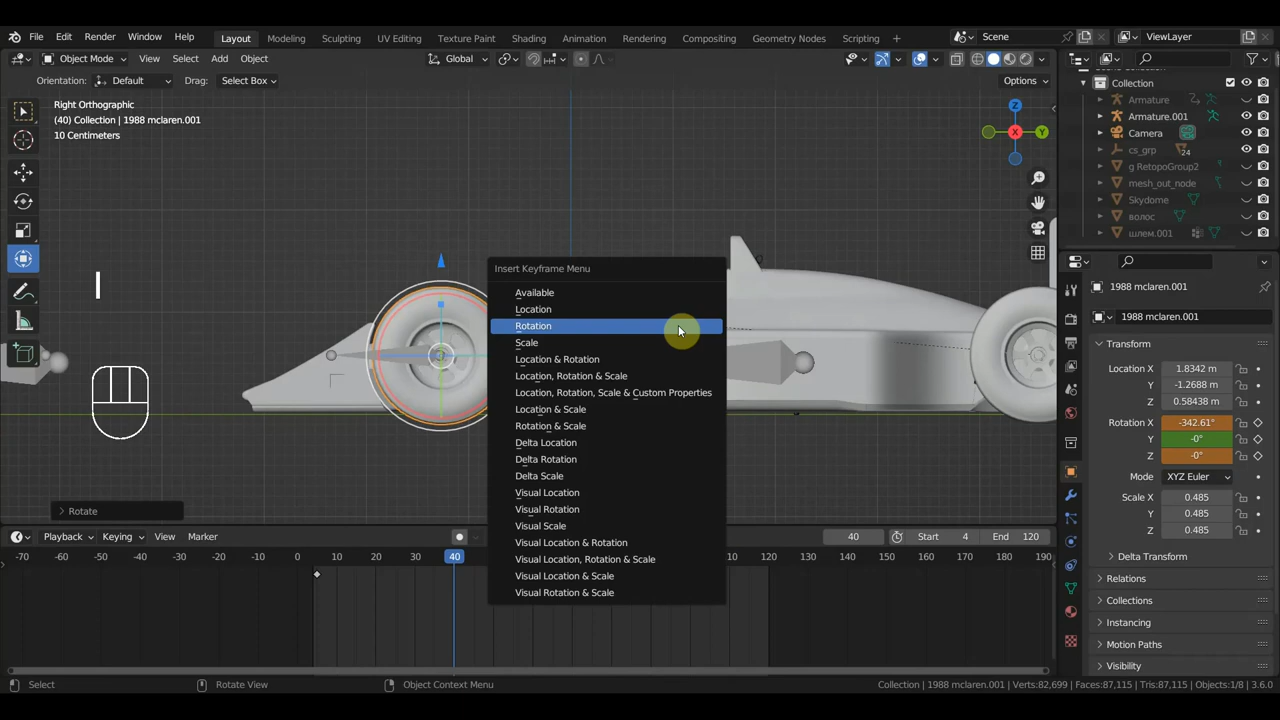 File Edit Render Window Help Layout Modeling Sculpting UV Editing Texture Paint Shading Animation Rendering Compositing Geometry Nodes Scripting + Scene ViewLayer
Object Mode View Select Add Object Global
Orientation: Default Drag: Select Box Options
Right Orthographic
(40) Collection | 1988 mclaren.001
10 Centimeters
Z
X
Y
Collection
Armature
Armature.001
Camera
cs_grp 24
g RetopoGroup2
mesh_out_node
Skydome
волос
шлем.001
I
Insert Keyframe Menu
Available
Location
Rotation
Scale
Location & Rotation
Location, Rotation & Scale
Location, Rotation, Scale & Custom Properties
Location & Scale
Rotation & Scale
Delta Location
Delta Rotation
Delta Scale
Visual Location
Visual Rotation
Visual Scale
Visual Location & Rotation
Visual Location, Rotation & Scale
Visual Location & Scale
Visual Rotation & Scale
Rotate
1988 mclaren.001
1988 mclaren.001
Transform
Location X 1.8342 m
Y -1.2688 m
Z 0.58438 m
Rotation X -342.61°
Y -0°
Z -0°
Mode XYZ Euler
Scale X 0.485
Y 0.485
Z 0.485
Delta Transform
Relations
Collections
Instancing
Motion Paths
Visibility
Playback Keying View Marker 40 Start 4 End 120
-70 -60 -50 -40 -30 -20 -10 0 10 20 30 40 110 120 130 140 150 160 170 180 190
Select Rotate View Object Context Menu Collection | 1988 mclaren.001 | Verts:82,699 | Faces:87,115 | Tris:87,115 | Objects:1/8 | 3.6.0